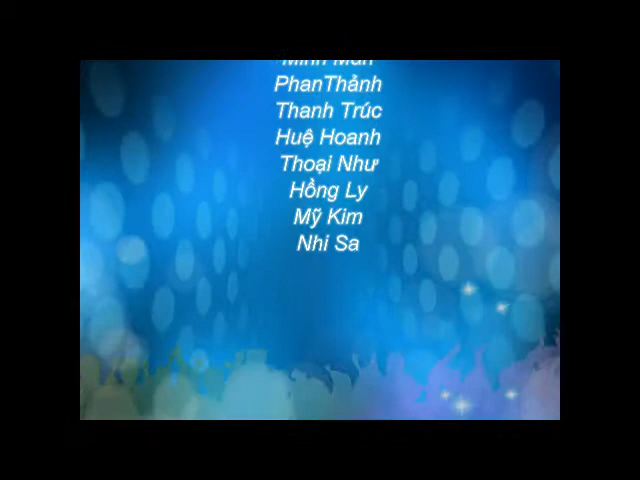 PhanThảnh
Thanh Trúc
Huệ Hoanh
Thoại Như
Hồng Ly
Mỹ Kim
Nhi Sa